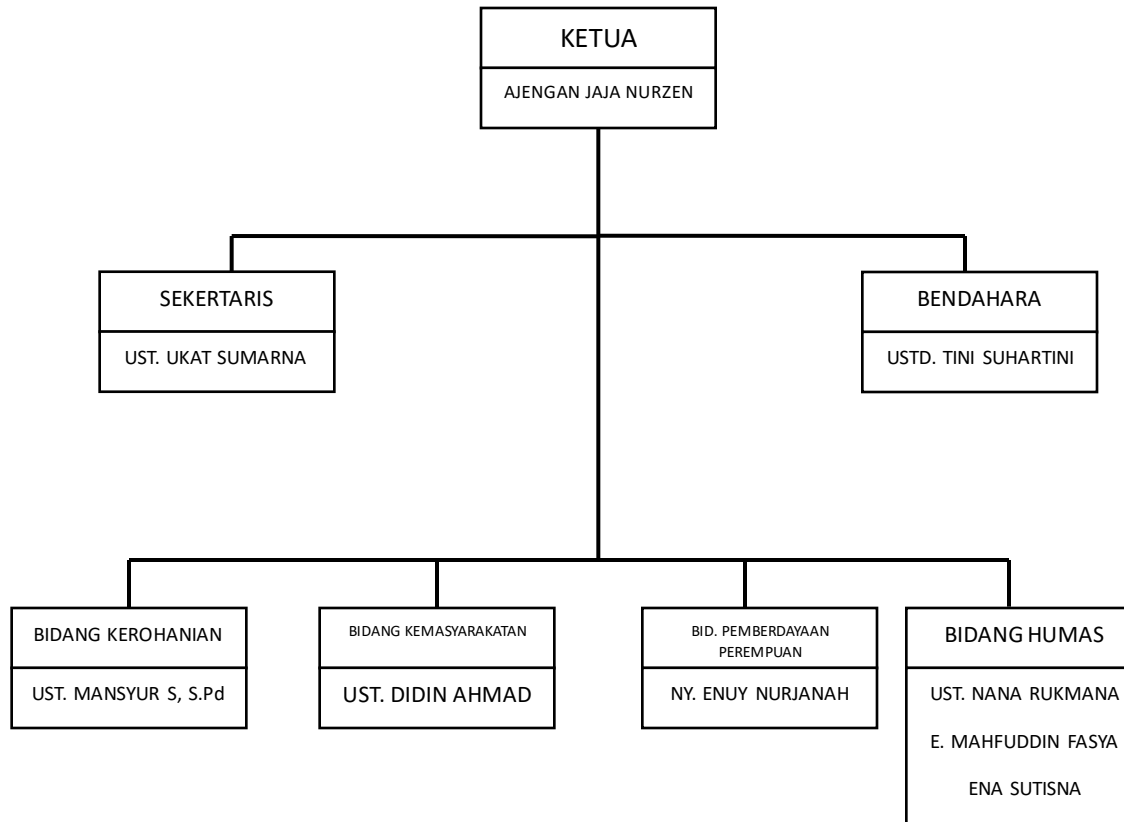 KETUA
AJENGAN JAJA NURZEN
SEKERTARIS
UST. UKAT SUMARNA
BENDAHARA
USTD. TINI SUHARTINI
BIDANG KEROHANIAN
UST. MANSYUR S, S.Pd
BIDANG KEMASYARAKATAN
UST. DIDIN AHMAD
BID. PEMBERDAYAAN
PEREMPUAN
NY. ENUY NURJANAH
BIDANG HUMAS
UST. NANA RUKMANA
E. MAHFUDDIN FASYA
ENA SUTISNA